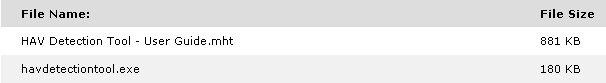 File Name: File Size
HAV Detection Tool - User Guide.mht 881 KB
havdetectiontool.exe 180 KB